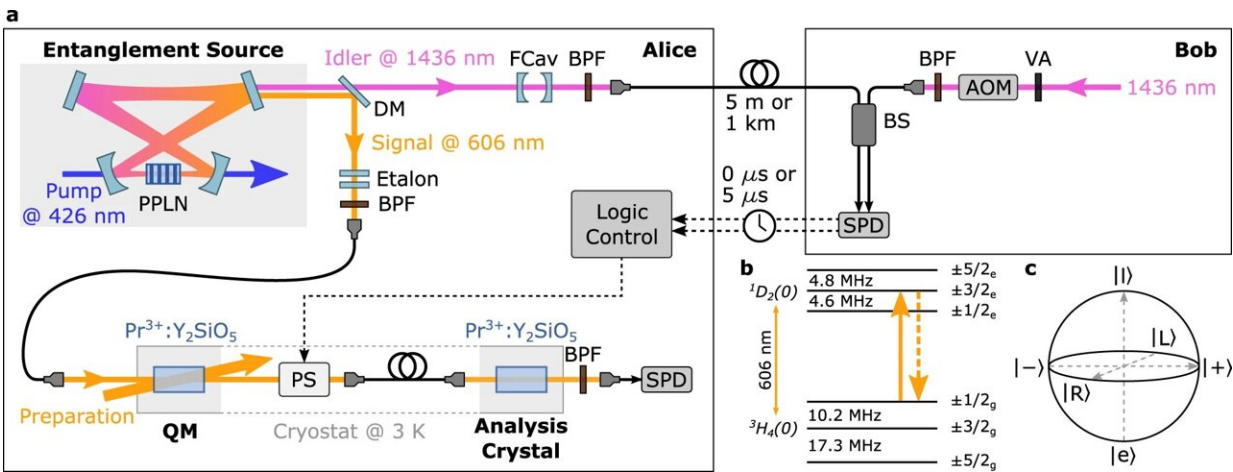 a
Entanglement Source
Alice
Bob
Idler @ 1436 nm
FCav
BPF
DM
5 m or
1 km
BPF
AOM
VA
1436 nm
BS
Signal @ 606 nm
Etalon
BPF
Pump
@ 426 nm
PPLN
0 μs or
5 μs
Logic
Control
SPD
Pr³⁺:Y₂SiO₅
Pr³⁺:Y₂SiO₅
BPF
PS
SPD
Preparation
QM
Cryostat @ 3 K
Analysis
Crystal
b
¹D₂(0)
4.8 MHz
4.6 MHz
±5/2ₑ
±3/2ₑ
±1/2ₑ
606 nm
³H₄(0)
10.2 MHz
17.3 MHz
±1/2g
±3/2g
±5/2g
c
|l⟩
|L⟩
|−⟩
|+⟩
|R⟩
|e⟩